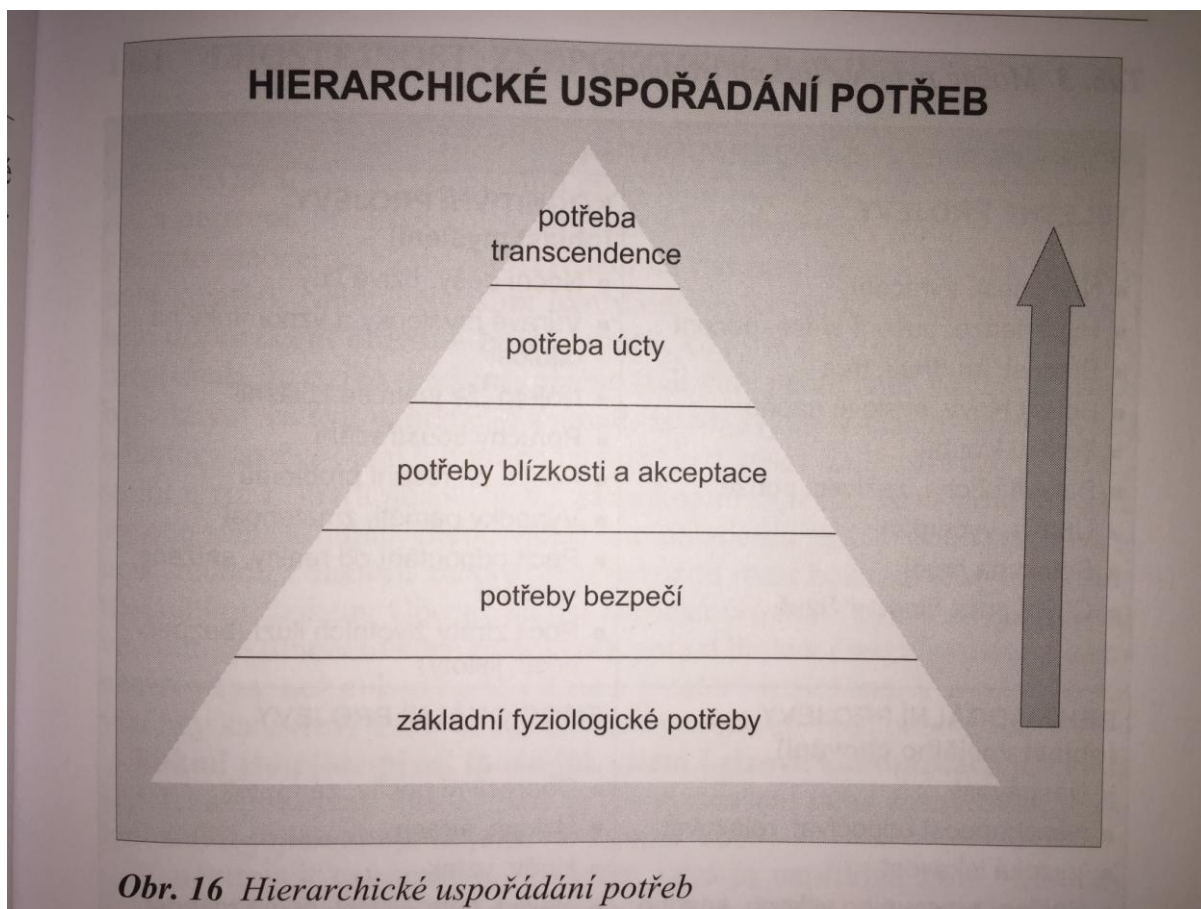 HIERARCHICKÉ USPOŘÁDÁNÍ POTŘEB
potřeba
transcendence
potřeba úcty
potřeby blízkosti a akceptace
potřeby bezpečí
základní fyziologické potřeby
Obr. 16 Hierarchické uspořádání potřeb